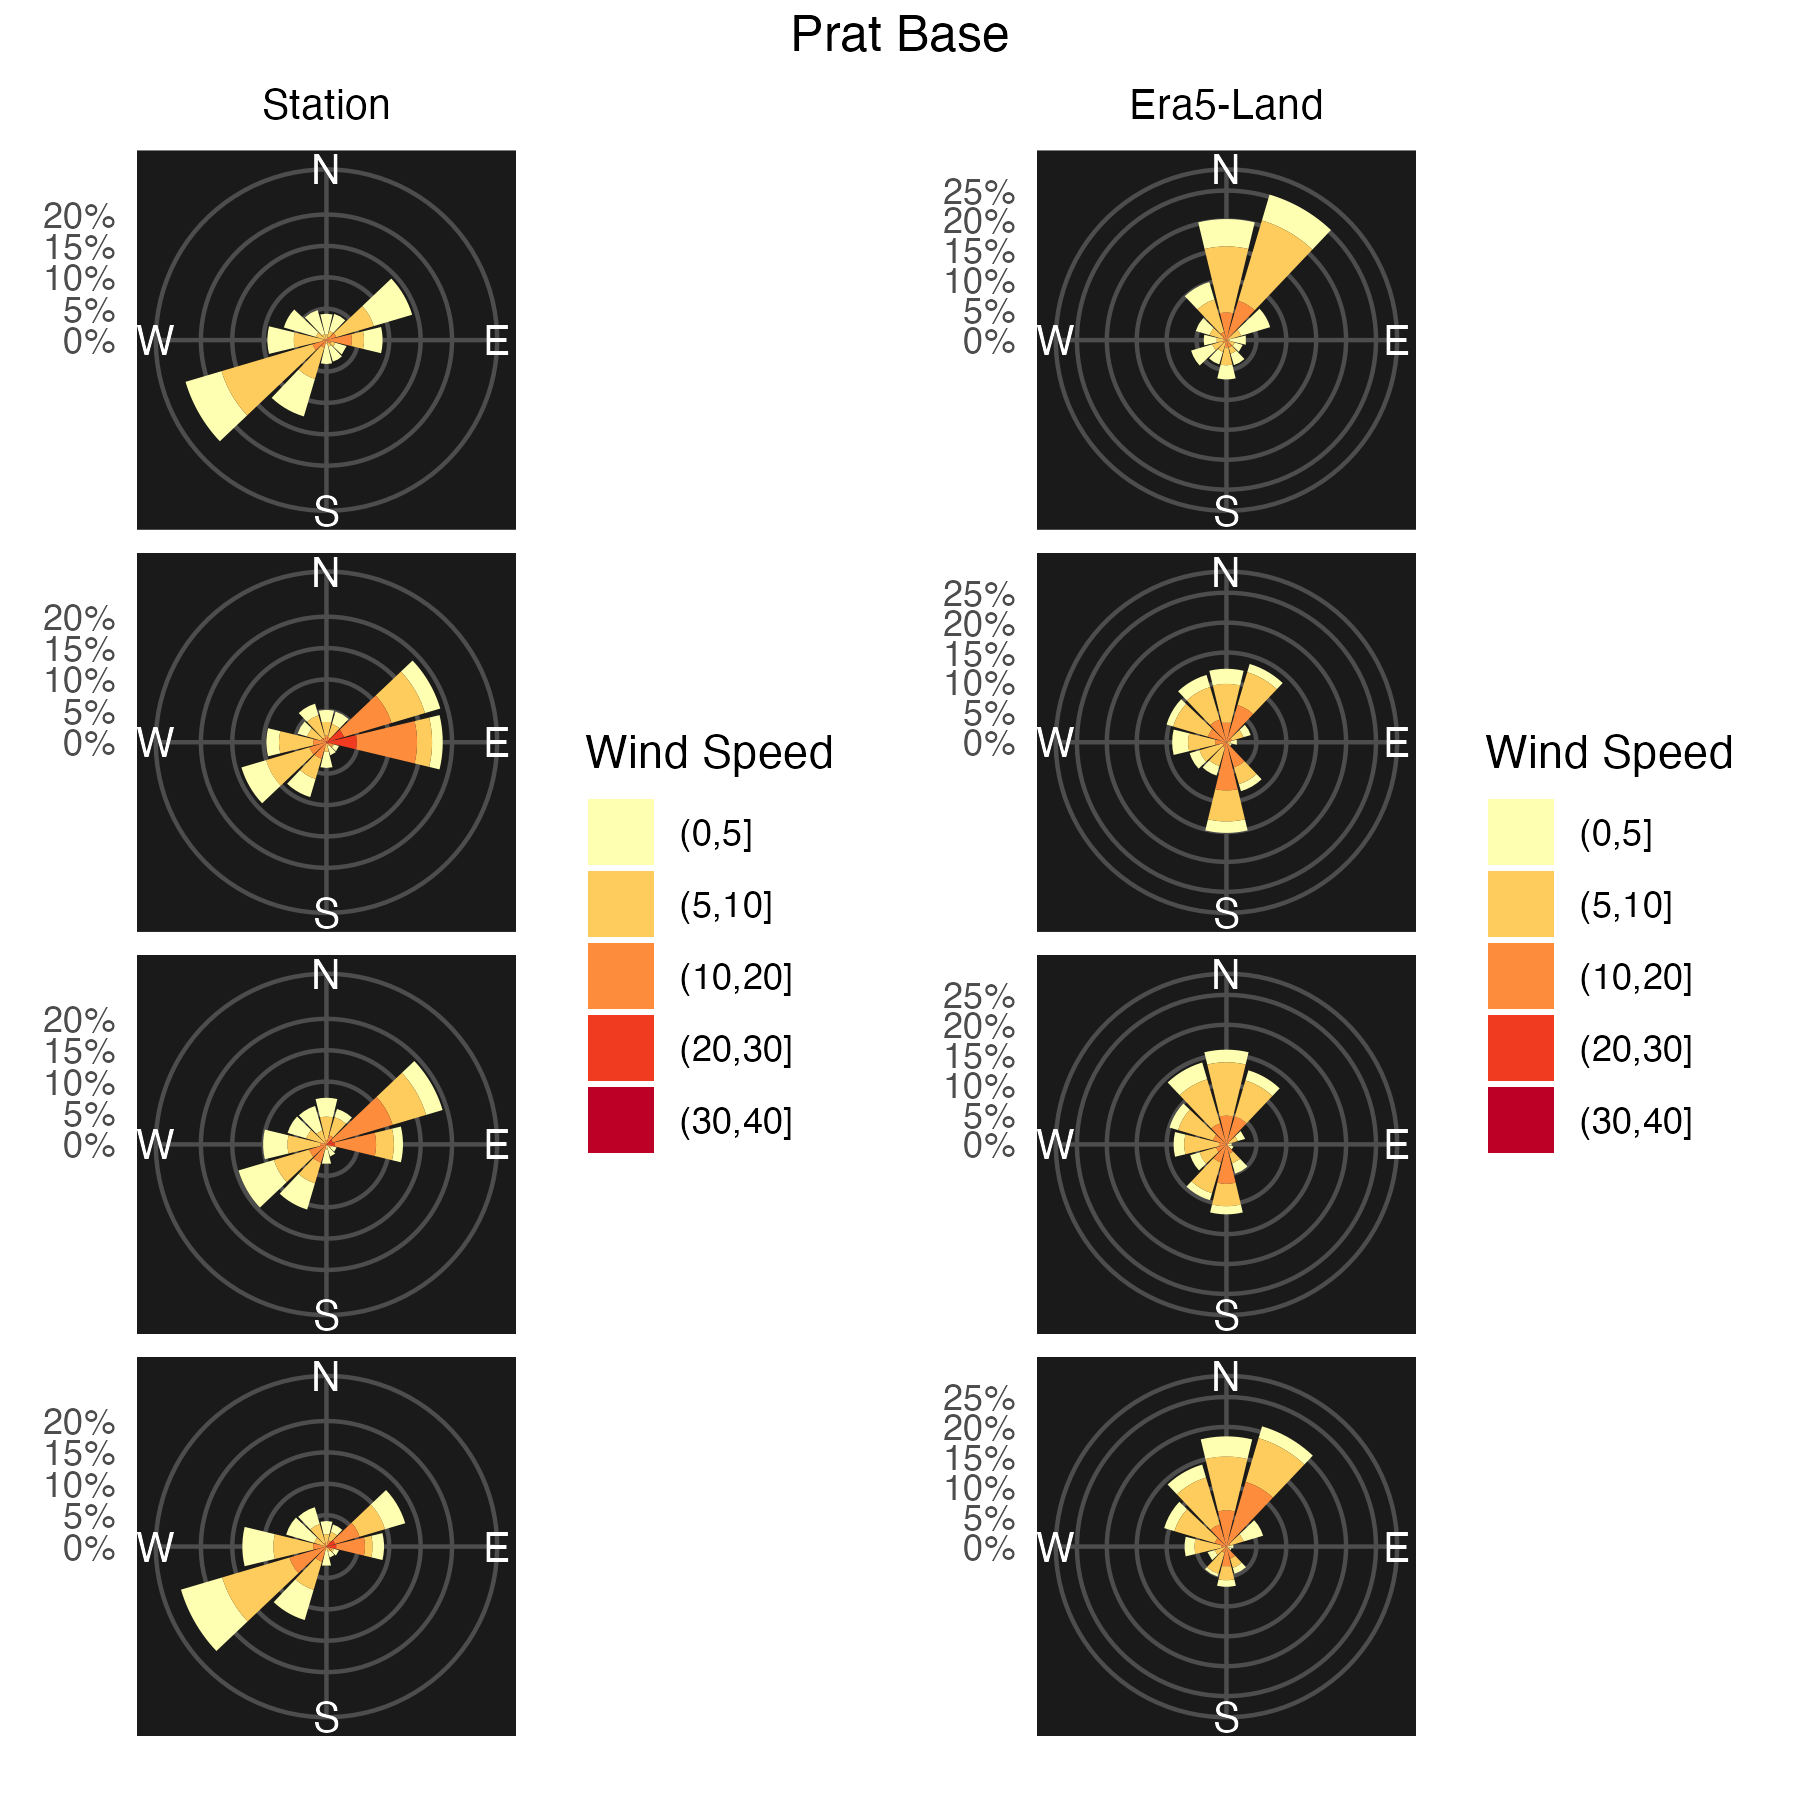 Prat Base
Station
Era5-Land
N
20%
15%
10%
5%
0%
W
E
S
N
25%
20%
15%
10%
5%
0%
W
E
S
N
20%
15%
10%
5%
0%
W
E
S
N
25%
20%
15%
10%
5%
0%
W
E
S
Wind Speed
(0,5]
(5,10]
(10,20]
(20,30]
(30,40]
Wind Speed
(0,5]
(5,10]
(10,20]
(20,30]
(30,40]
N
20%
15%
10%
5%
0%
W
E
S
N
25%
20%
15%
10%
5%
0%
W
E
S
N
20%
15%
10%
5%
0%
W
E
S
N
25%
20%
15%
10%
5%
0%
W
E
S